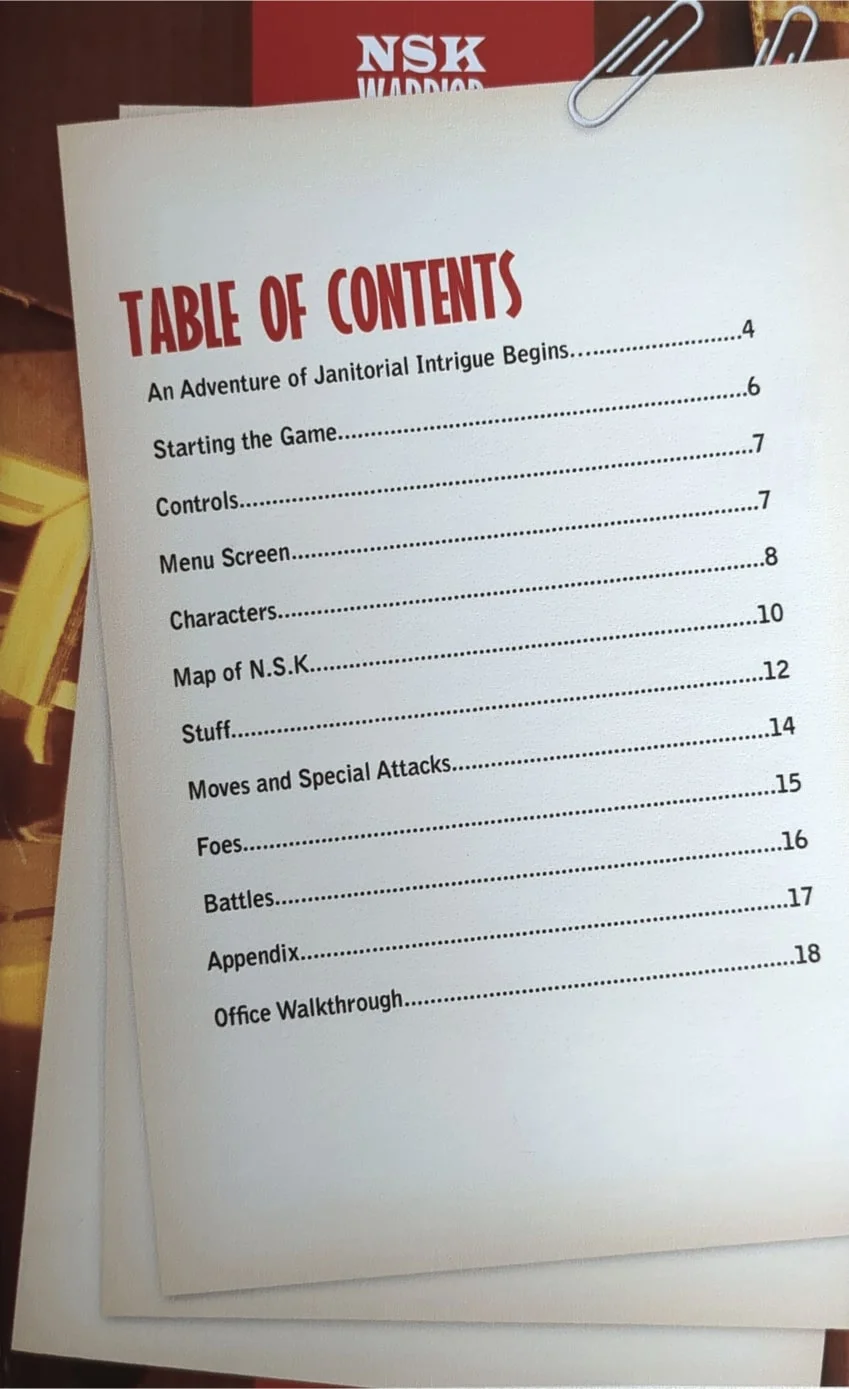 NSK
WARRIOR
TABLE OF CONTENTS
An Adventure of Janitorial Intrigue Begins..........................4
Starting the Game..............................................................6
Controls..............................................................................7
Menu Screen.......................................................................7
Characters..........................................................................8
Map of N.S.K....................................................................10
Stuff................................................................................12
Moves and Special Attacks...............................................14
Foes.................................................................................15
Battles.............................................................................16
Appendix..........................................................................17
Office Walkthrough..........................................................18